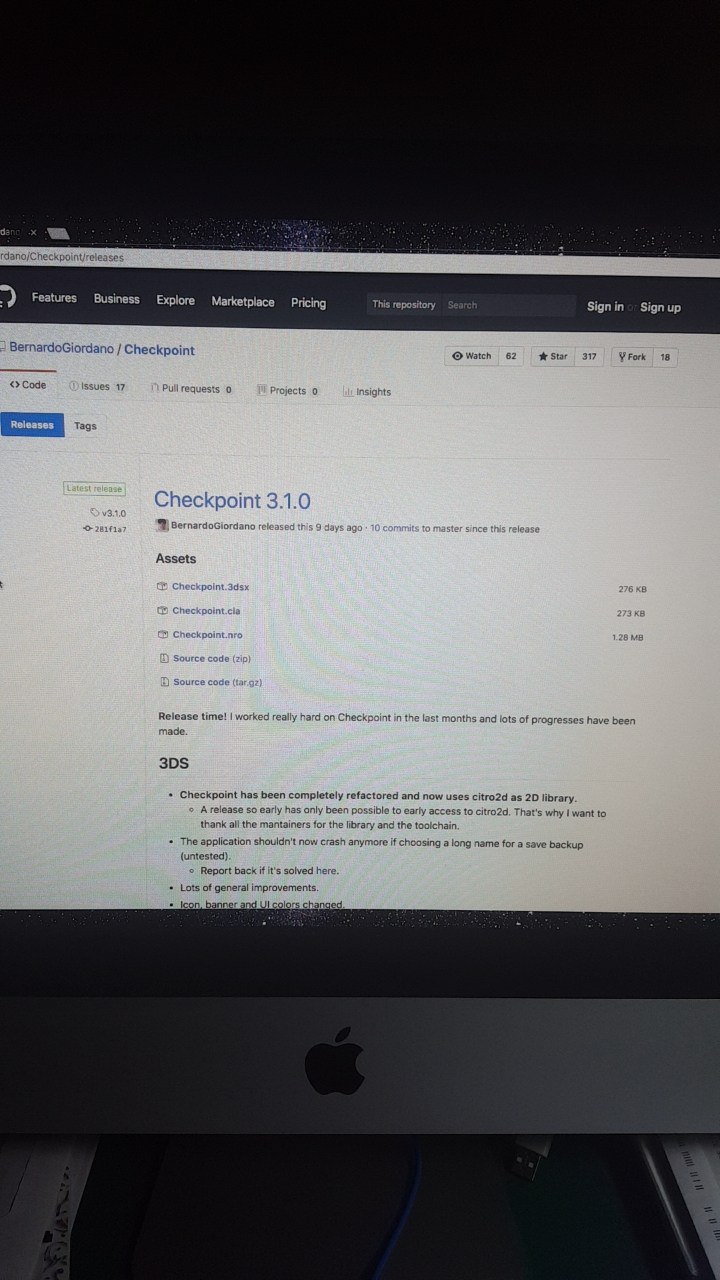 danc ×
rdano/Checkpoint/releases
Features Business Explore Marketplace Pricing This repository Search Sign in or Sign up
BernardoGiordano / Checkpoint Watch 62 Star 317 Fork 18
<> Code Issues 17 Pull requests 0 Projects 0 Insights
Releases Tags
Latest release
v3.1.0
281f1a7
Checkpoint 3.1.0
BernardoGiordano released this 9 days ago · 10 commits to master since this release
Assets
Checkpoint.3dsx 276 KB
Checkpoint.cia 273 KB
Checkpoint.nro 1.28 MB
Source code (zip)
Source code (tar.gz)
Release time! I worked really hard on Checkpoint in the last months and lots of progresses have been
made.
3DS
• Checkpoint has been completely refactored and now uses citro2d as 2D library.
◦ A release so early has only been possible to early access to citro2d. That's why I want to
thank all the mantainers for the library and the toolchain.
• The application shouldn't now crash anymore if choosing a long name for a save backup
(untested).
◦ Report back if it's solved here.
• Lots of general improvements.
• Icon, banner and UI colors changed.